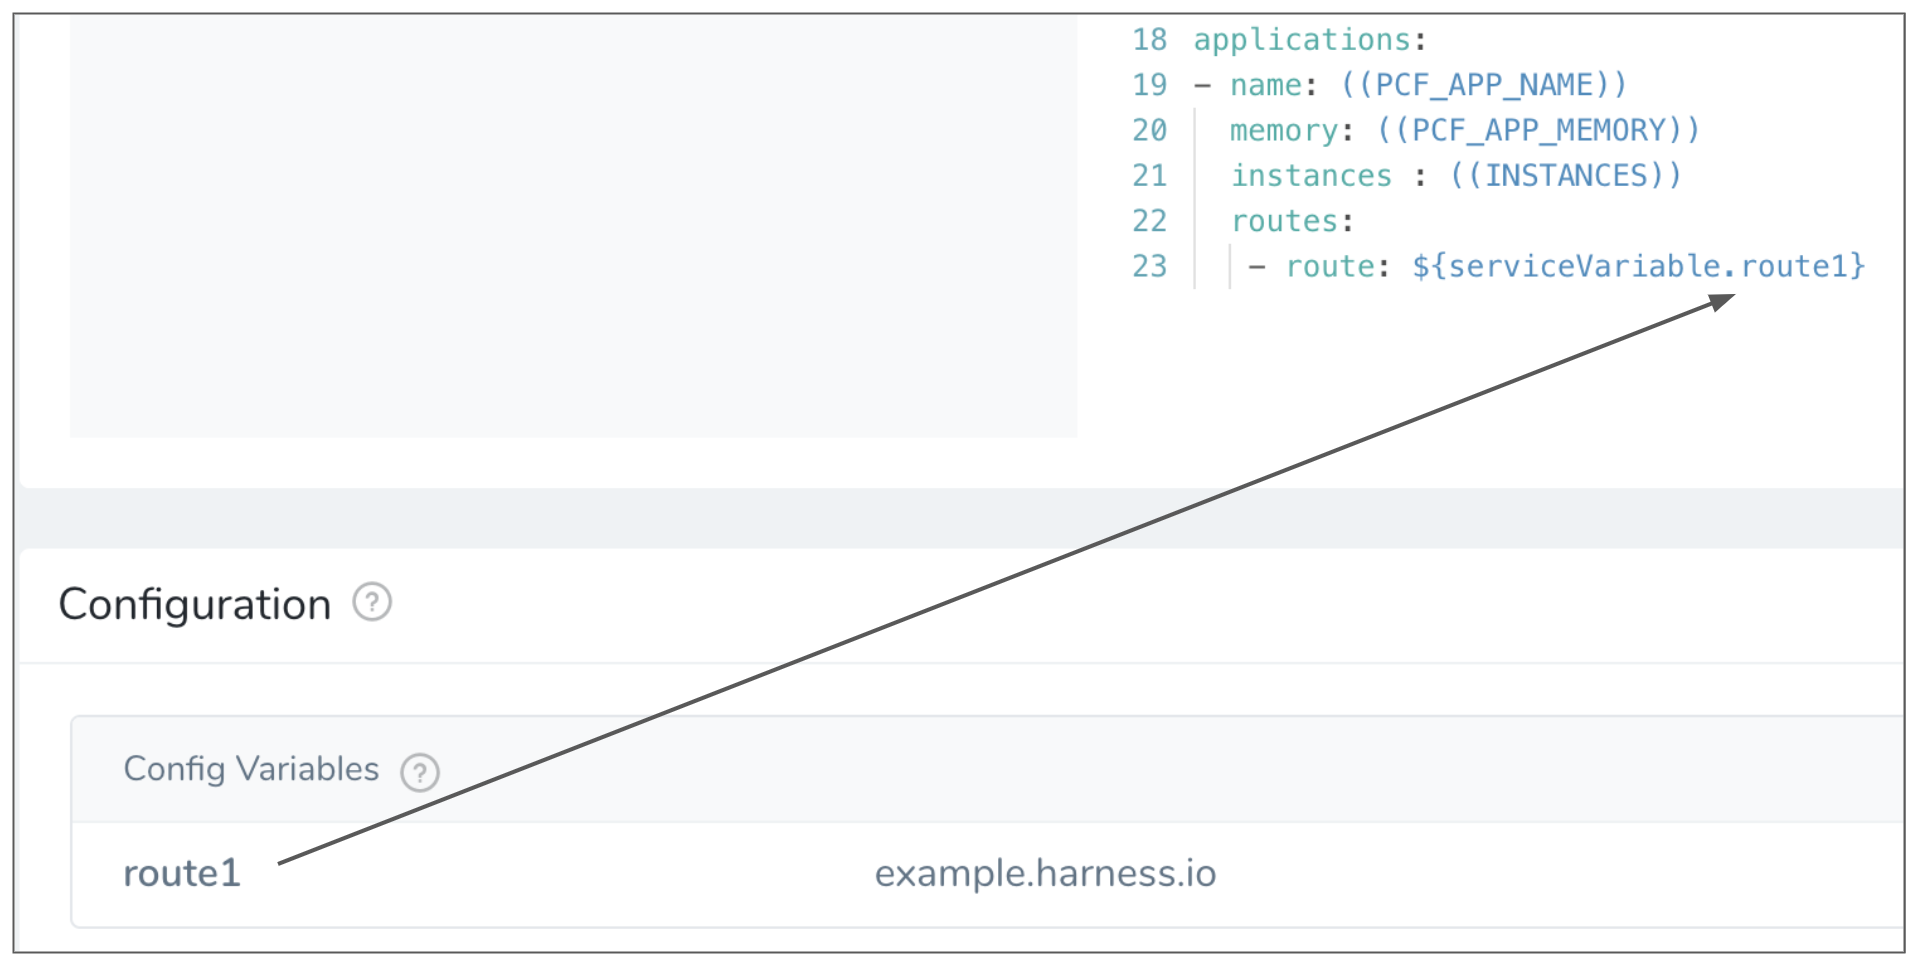 18 applications:
19 - name: ((PCF_APP_NAME))
20 memory: ((PCF_APP_MEMORY))
21 instances : ((INSTANCES))
22 routes:
23 - route: ${serviceVariable.route1}
Configuration ?
Config Variables ?
route1 example.harness.io